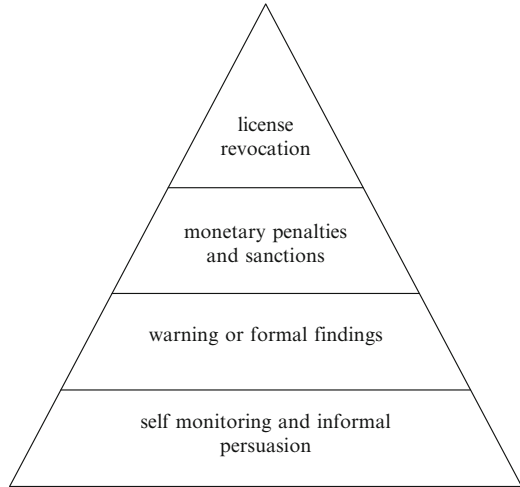 license
revocation
monetary penalties
and sanctions
warning or formal findings
self monitoring and informal
persuasion